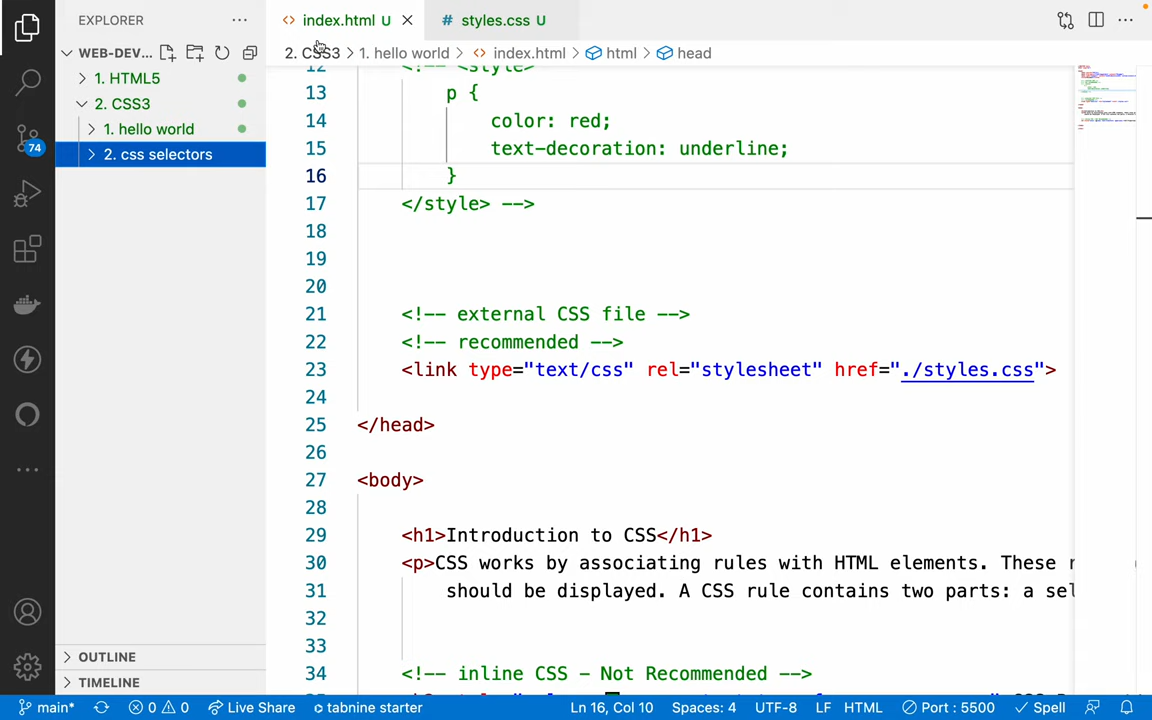 EXPLORER
index.html U
# styles.css U
WEB-DEV...
2. CSS3 > 1. hello world > index.html > html > head
1. HTML5
2. CSS3
1. hello world
2. css selectors
12 <!-- <style>
13 p {
14 color: red;
15 text-decoration: underline;
16 }
17 </style> -->
18
19
20
21 <!-- external CSS file -->
22 <!-- recommended -->
23 <link type="text/css" rel="stylesheet" href="./styles.css">
24
25 </head>
26
27 <body>
28
29 <h1>Introduction to CSS</h1>
30 <p>CSS works by associating rules with HTML elements. These
31 should be displayed. A CSS rule contains two parts: a sel
32
33
34 <!-- inline CSS - Not Recommended -->
OUTLINE
TIMELINE
74
main* 0 0 Live Share tabnine starter Ln 16, Col 10 Spaces: 4 UTF-8 LF HTML Port : 5500 Spell